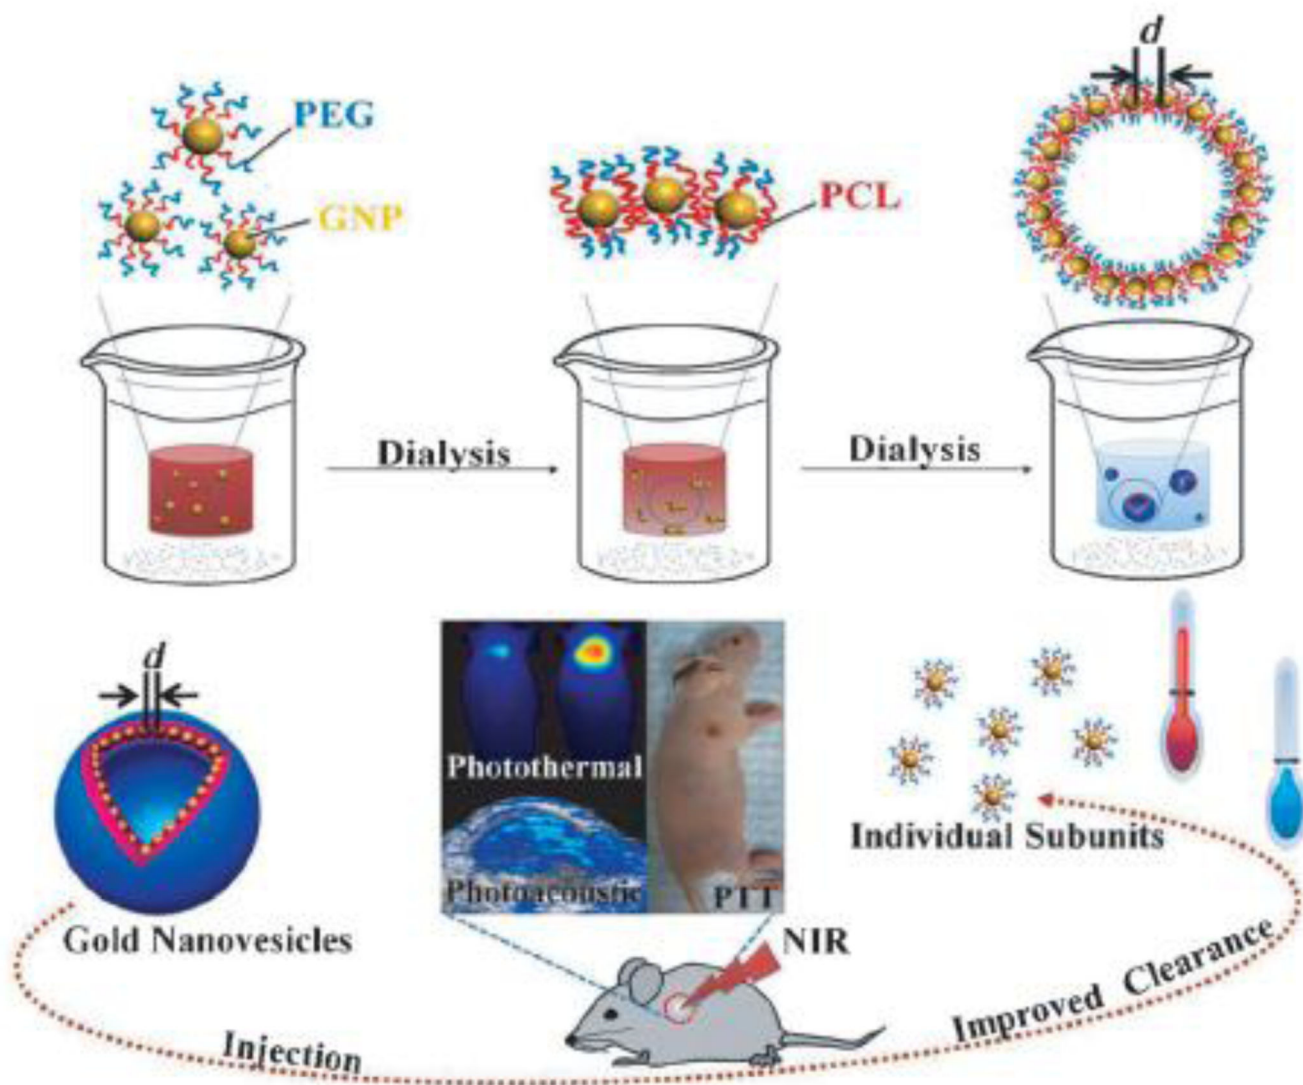 d
PEG
GNP
PCL
Dialysis
Dialysis
d
Photothermal
Photoacoustic
PTT
Individual Subunits
Gold Nanovesicles
NIR
Injection
Improved Clearance